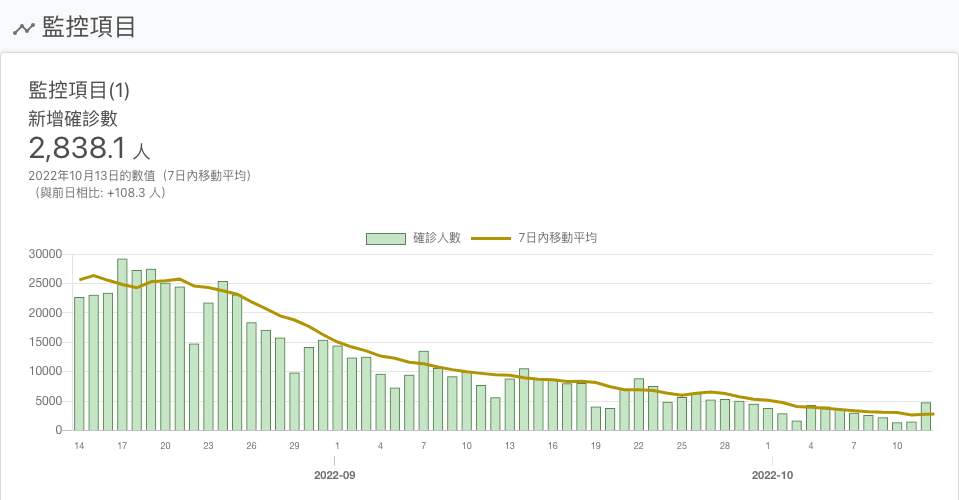 監控項目
監控項目(1)
新增確診數
2,838.1 人
2022年10月13日的數值（7日內移動平均）
（與前日相比: +108.3 人）
確診人數 7日內移動平均
30000
25000
20000
15000
10000
5000
0
14 17 20 23 26 29 1 4 7 10 13 16 19 22 25 28 1 4 7 10
2022-09 2022-10